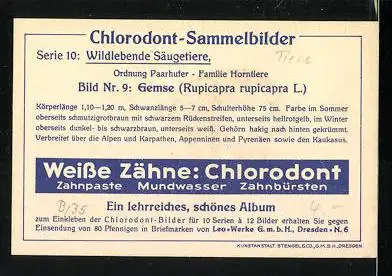 Chlorodont-Sammelbilder
Serie 10: Wildlebende Säugetiere, Tiere
Ordnung Paarhufer - Familie Horntiere
Bild Nr. 9: Gemse (Rupicapra rupicapra L.)
Körperlänge 1,10—1,20 m, Schwanzlänge 5—7 cm, Schulterhöhe 75 cm. Farbe im Sommer
oberseits schmutzigrotbraun mit schwarzem Rückenstreifen, unterseits hellrotgelb, im Winter
oberseits dunkel- bis schwarzbraun, unterseits weiß. Gehörn hakig nach hinten gekrümmt.
Verbreitet über die Alpen und Karpathen, Appenninen und Pyrenäen sowie den Kaukasus.
Weiße Zähne: Chlorodont
Zahnpaste Mundwasser Zahnbürsten
B/35 Ein lehrreiches, schönes Album 4.-
zum Einkleben der Chlorodont-Bilder für 10 Serien à 12 Bilder erhalten Sie gegen
Einsendung von 80 Pfennigen in Briefmarken von Leo-Werke G. m. b. H., Dresden - N. 6
KUNSTANSTALT STENGEL & CO., G.M.B.H., DRESDEN.